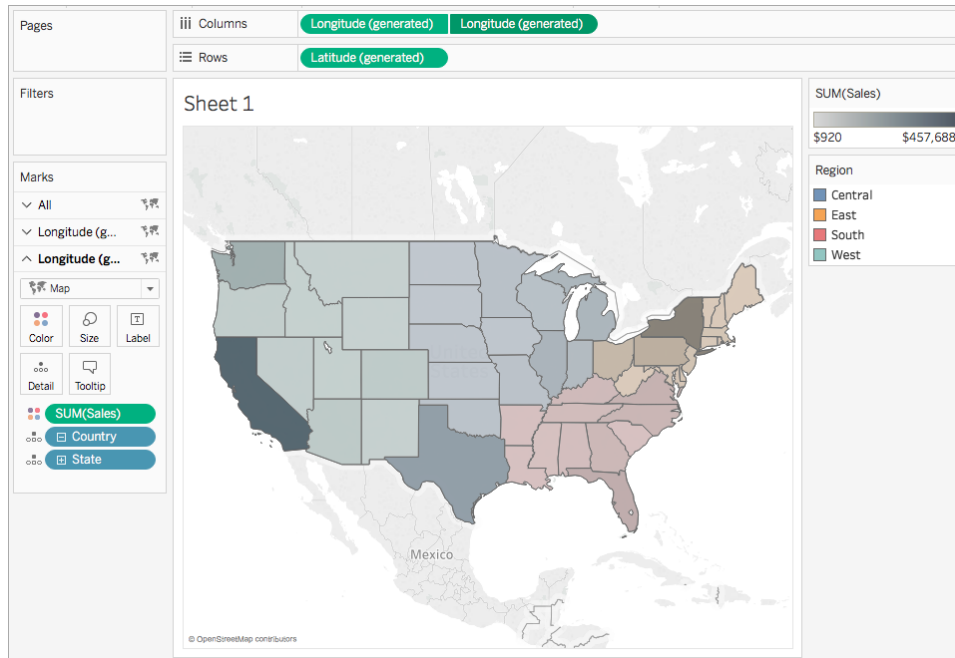 Pages
Columns
Longitude (generated)
Longitude (generated)
Rows
Latitude (generated)
Filters
Marks
All
Longitude (g...
Longitude (g...
Map
Color
Size
Label
Detail
Tooltip
SUM(Sales)
Country
State
Sheet 1
United States
Mexico
© OpenStreetMap contributors
SUM(Sales)
$920
$457,688
Region
Central
East
South
West